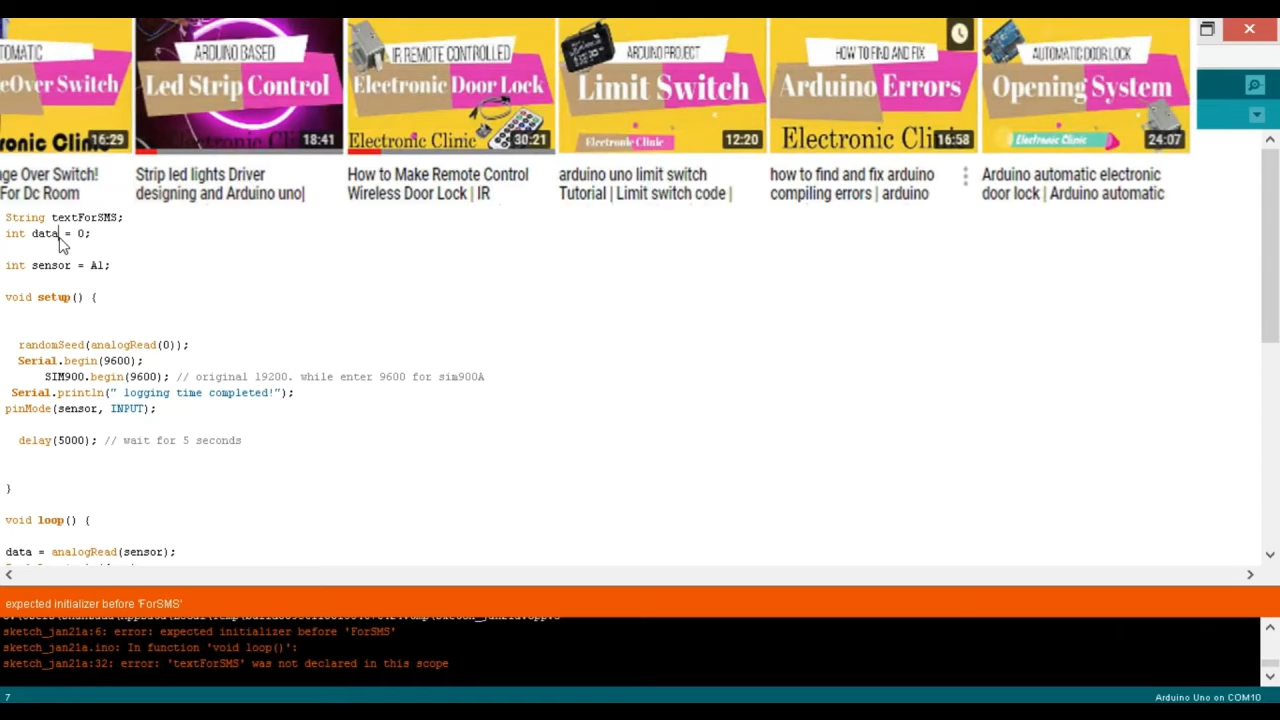 TOMATIC
eOver Switch
ronic Clinic
16:29
ARDUINO BASED
Led Strip Control
18:41
IR REMOTE CONTROLLED
Electronic Door Lock
Electronic Clinic
30:21
ARDUINO PROJECT
Limit Switch
Electronic Clinic
12:20
HOW TO FIND AND FIX
Arduino Errors
Electronic Clin
16:58
AUTOMATIC DOOR LOCK
Opening System
Electronic Clinic
24:07
nge Over Switch!
For Dc Room
Strip led lights Driver
designing and Arduino uno|
How to Make Remote Control
Wireless Door Lock | IR
arduino uno limit switch
Tutorial | Limit switch code |
how to find and fix arduino
compiling errors | arduino
Arduino automatic electronic
door lock | Arduino automatic
String textForSMS;
int data = 0;
int sensor = A1;
void setup() {
randomSeed(analogRead(0));
Serial.begin(9600);
SIM900.begin(9600); // original 19200. while enter 9600 for sim900A
Serial.println(" logging time completed!");
pinMode(sensor, INPUT);
delay(5000); // wait for 5 seconds
}
void loop() {
data = analogRead(sensor);
expected initializer before 'ForSMS'
sketch_jan21a:6: error: expected initializer before 'ForSMS'
sketch_jan21a.ino: In function 'void loop()':
sketch_jan21a:32: error: 'textForSMS' was not declared in this scope
7
Arduino Uno on COM10